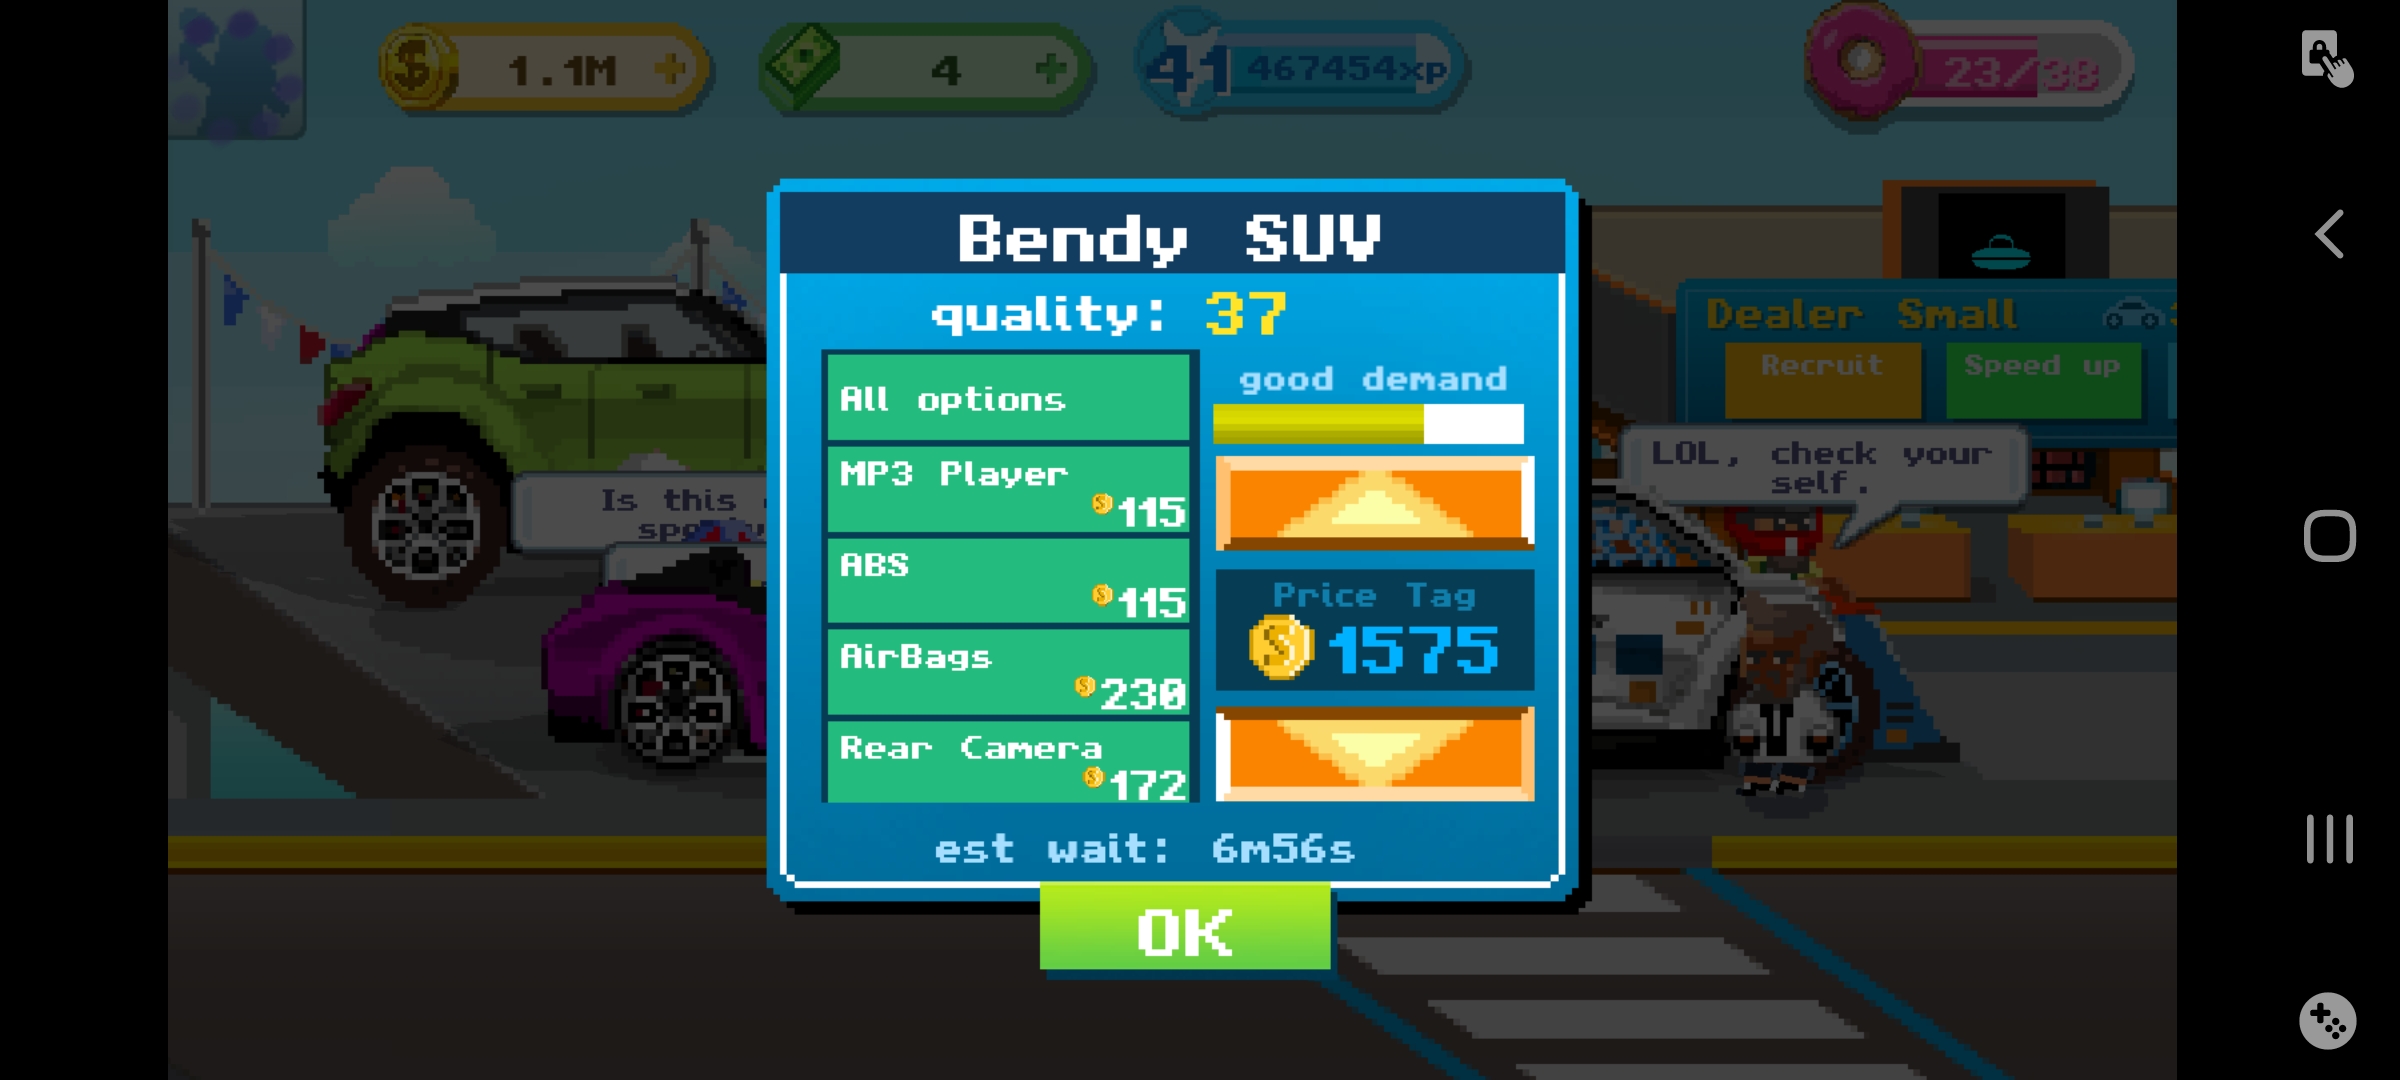 1.1M +
4 +
41 467454xp
23/38
Bendy SUV
quality: 37
All options
MP3 Player
115
ABS
115
AirBags
230
Rear Camera
172
good demand
Price Tag
1575
est wait: 6m56s
OK
Is this
Dealer Small
Recruit
Speed up
LOL, check your
self.